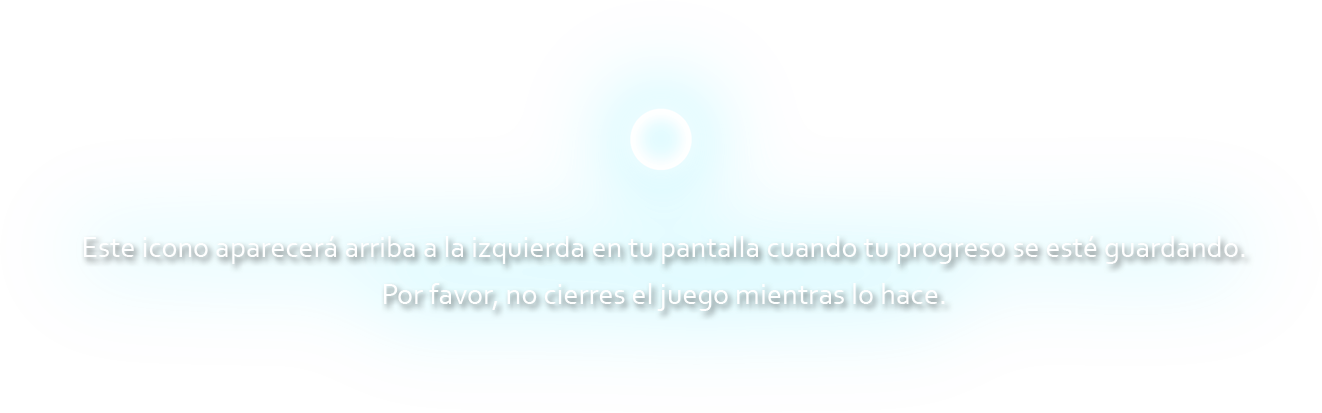 Este icono aparecerá arriba a la izquierda en tu pantalla cuando tu progreso se esté guardando.
Por favor, no cierres el juego mientras lo hace.